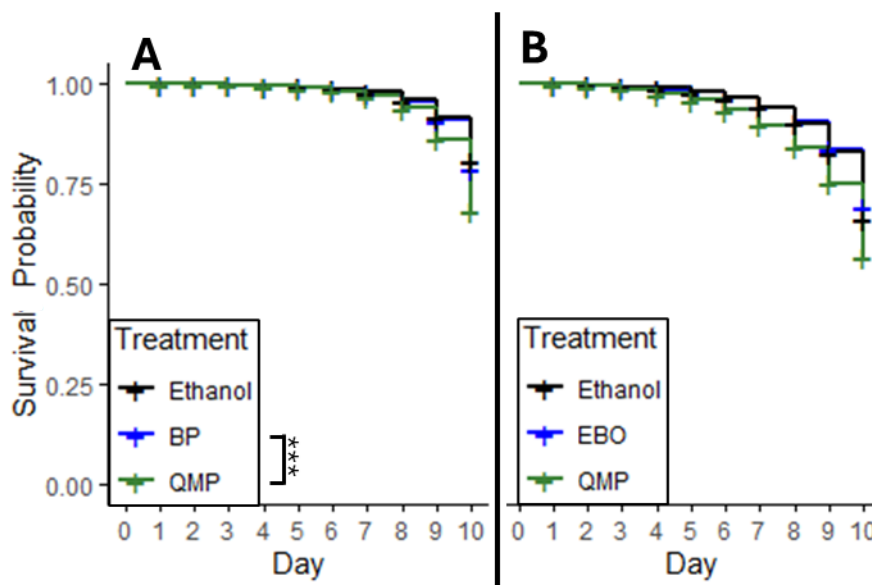 A
B
Survival Probability
1.00
0.75
0.50
0.25
0.00
Treatment
Ethanol
BP
QMP
***
0 1 2 3 4 5 6 7 8 9 10
Day
Treatment
Ethanol
EBO
QMP
0 1 2 3 4 5 6 7 8 9 10
Day